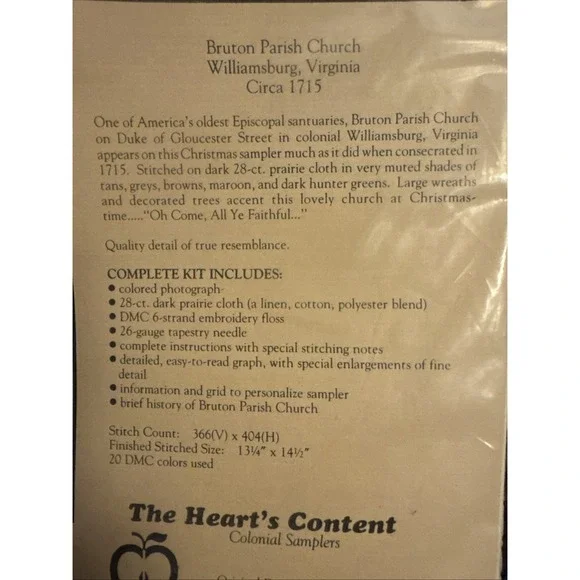 Bruton Parish Church
Williamsburg, Virginia
Circa 1715
One of America's oldest Episcopal santuaries, Bruton Parish Church
on Duke of Gloucester Street in colonial Williamsburg, Virginia
appears on this Christmas sampler much as it did when consecrated in
1715. Stitched on dark 28-ct. prairie cloth in very muted shades of
tans, greys, browns, maroon, and dark hunter greens. Large wreaths
and decorated trees accent this lovely church at Christmas-
time....."Oh Come, All Ye Faithful..."
Quality detail of true resemblance.
COMPLETE KIT INCLUDES:
• colored photograph-
• 28-ct. dark prairie cloth (a linen, cotton, polyester blend)
• DMC 6-strand embroidery floss
• 26-gauge tapestry needle
• complete instructions with special stitching notes
• detailed, easy-to-read graph, with special enlargements of fine
detail
• information and grid to personalize sampler
• brief history of Bruton Parish Church
Stitch Count: 366(V) x 404(H)
Finished Stitched Size: 13¼" x 14½"
20 DMC colors used
The Heart's Content
Colonial Samplers